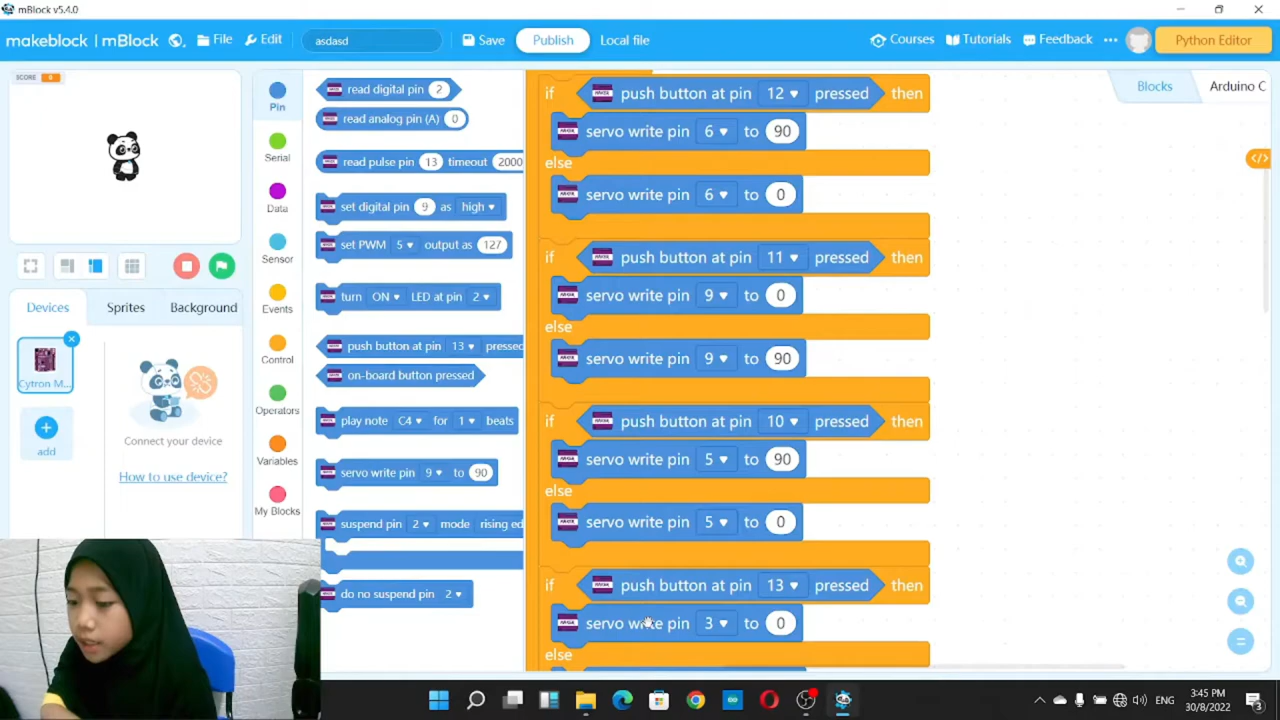 mBlock v5.4.0
makeblock | mBlock
File
Edit
asdasd
Save
Publish
Local file
Courses
Tutorials
Feedback
Python Editor
SCORE
Devices
Sprites
Background
Cytron M...
add
Connect your device
How to use device?
Pin
Serial
Data
Sensor
Events
Control
Operators
Variables
My Blocks
read digital pin 2
read analog pin (A) 0
read pulse pin 13 timeout 2000
set digital pin 9 as high
set PWM 5 output as 127
turn ON LED at pin 2
push button at pin 13 pressed
on-board button pressed
play note C4 for 1 beats
servo write pin 9 to 90
suspend pin 2 mode rising ed
do no suspend pin 2
if push button at pin 12 pressed then
servo write pin 6 to 90
else
servo write pin 6 to 0
if push button at pin 11 pressed then
servo write pin 9 to 0
else
servo write pin 9 to 90
if push button at pin 10 pressed then
servo write pin 5 to 90
else
servo write pin 5 to 0
if push button at pin 13 pressed then
servo write pin 3 to 0
else
Blocks
Arduino C
</>
ENG
3:45 PM
30/8/2022
3